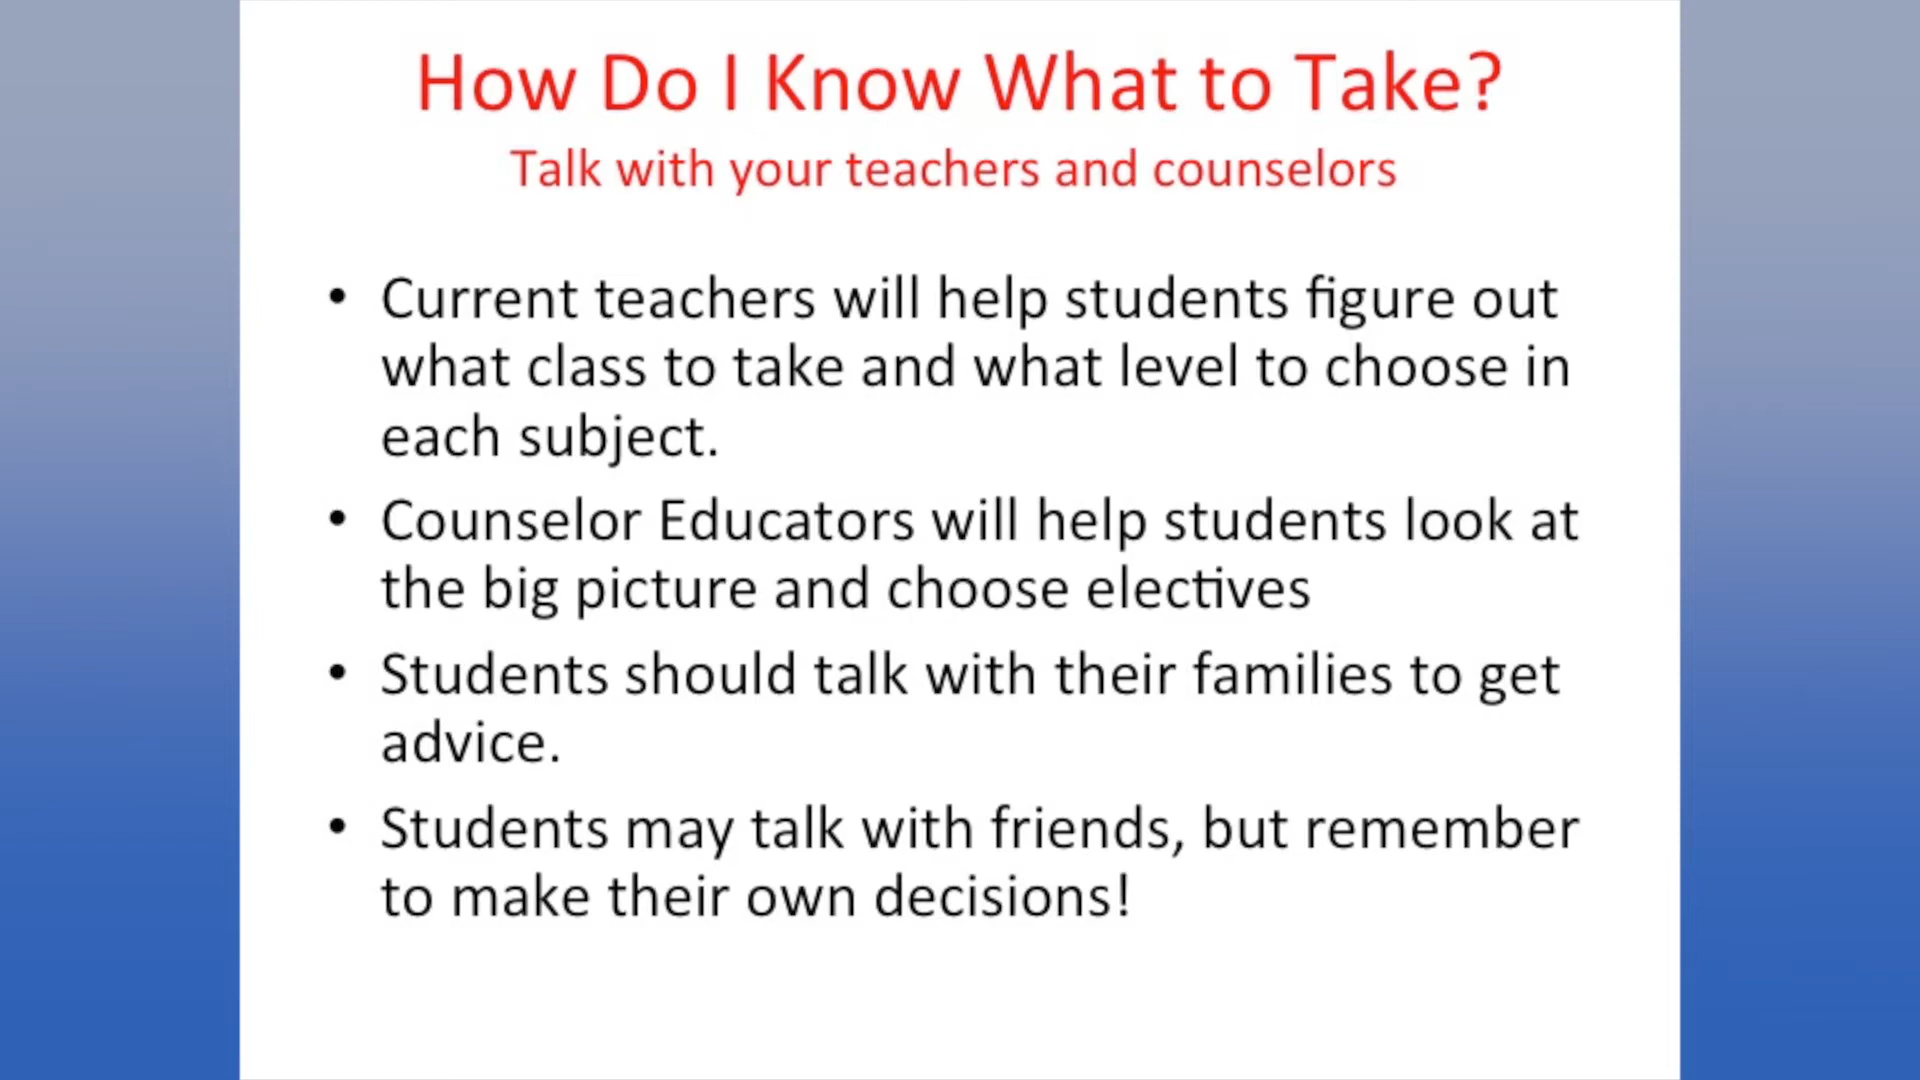 How Do I Know What to Take?
Talk with your teachers and counselors
• Current teachers will help students figure out
what class to take and what level to choose in
each subject.
• Counselor Educators will help students look at
the big picture and choose electives
• Students should talk with their families to get
advice.
• Students may talk with friends, but remember
to make their own decisions!